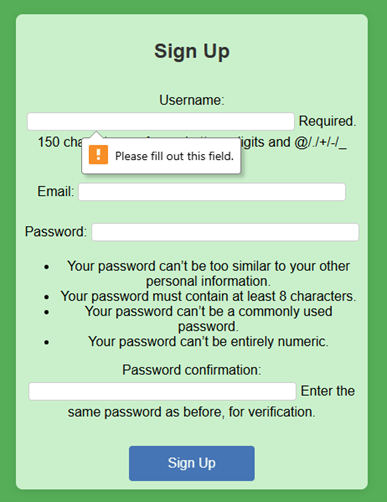 Sign Up
Username:
Required.
150 cha
digits and @/./+/-/_
Please fill out this field.
Email:
Password:
• Your password can't be too similar to your other
personal information.
• Your password must contain at least 8 characters.
• Your password can't be a commonly used
password.
• Your password can't be entirely numeric.
Password confirmation:
Enter the
same password as before, for verification.
Sign Up